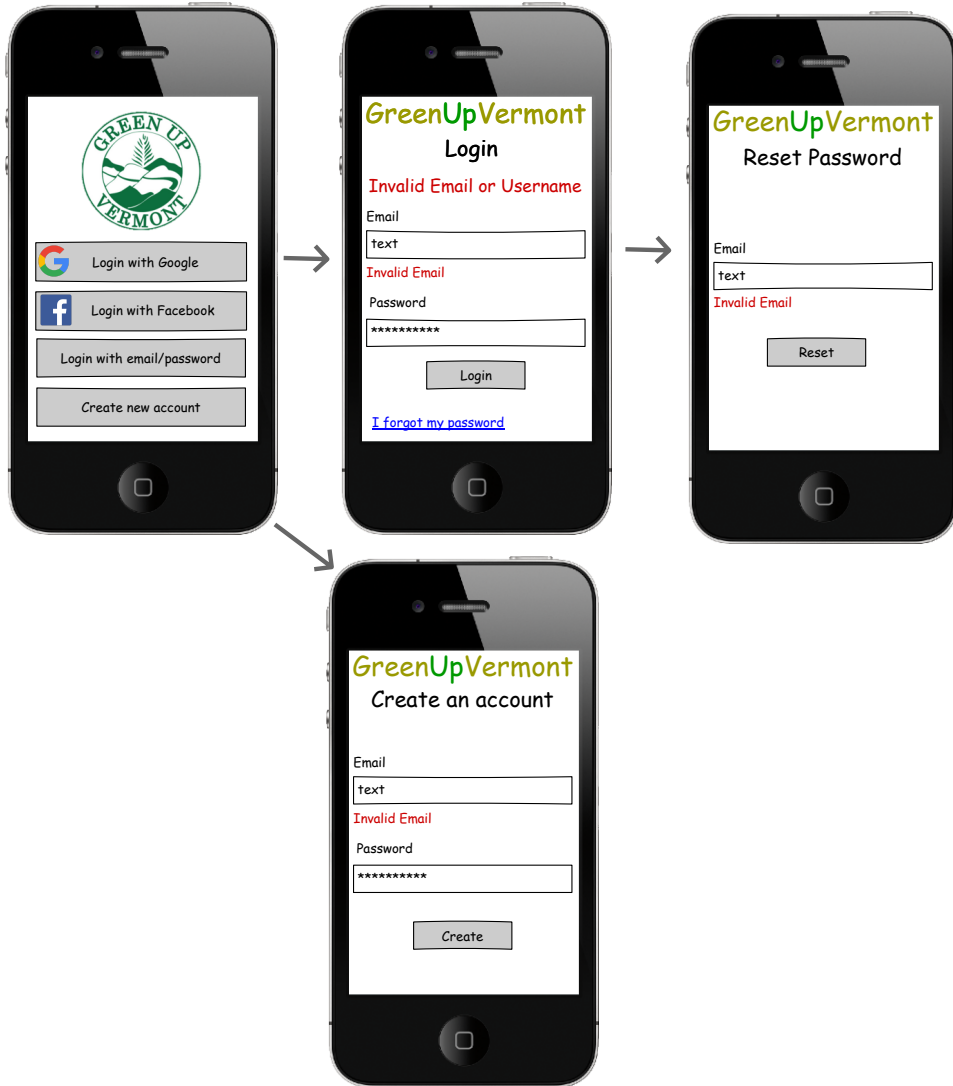 GREEN UP
VERMONT
Login with Google
Login with Facebook
Login with email/password
Create new account
GreenUpVermont
Login
Invalid Email or Username
Email
text
Invalid Email
Password
**********
Login
I forgot my password
GreenUpVermont
Reset Password
Email
text
Invalid Email
Reset
GreenUpVermont
Create an account
Email
text
Invalid Email
Password
**********
Create